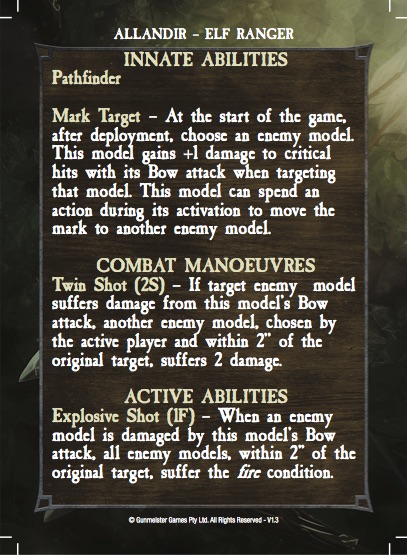 ALLANDIR – ELF RANGER
INNATE ABILITIES
Pathfinder
Mark Target – At the start of the game,
after deployment, choose an enemy model.
This model gains +1 damage to critical
hits with its Bow attack when targeting
that model. This model can spend an
action during its activation to move the
mark to another enemy model.
COMBAT MANOEUVRES
Twin Shot (2S) – If target enemy model
suffers damage from this model's Bow
attack, another enemy model, chosen by
the active player and within 2" of the
original target, suffers 2 damage.
ACTIVE ABILITIES
Explosive Shot (1F) – When an enemy
model is damaged by this model's Bow
attack, all enemy models, within 2" of the
original target, suffer the fire condition.
© Gunmeister Games Pty Ltd. All Rights Reserved - V1.3